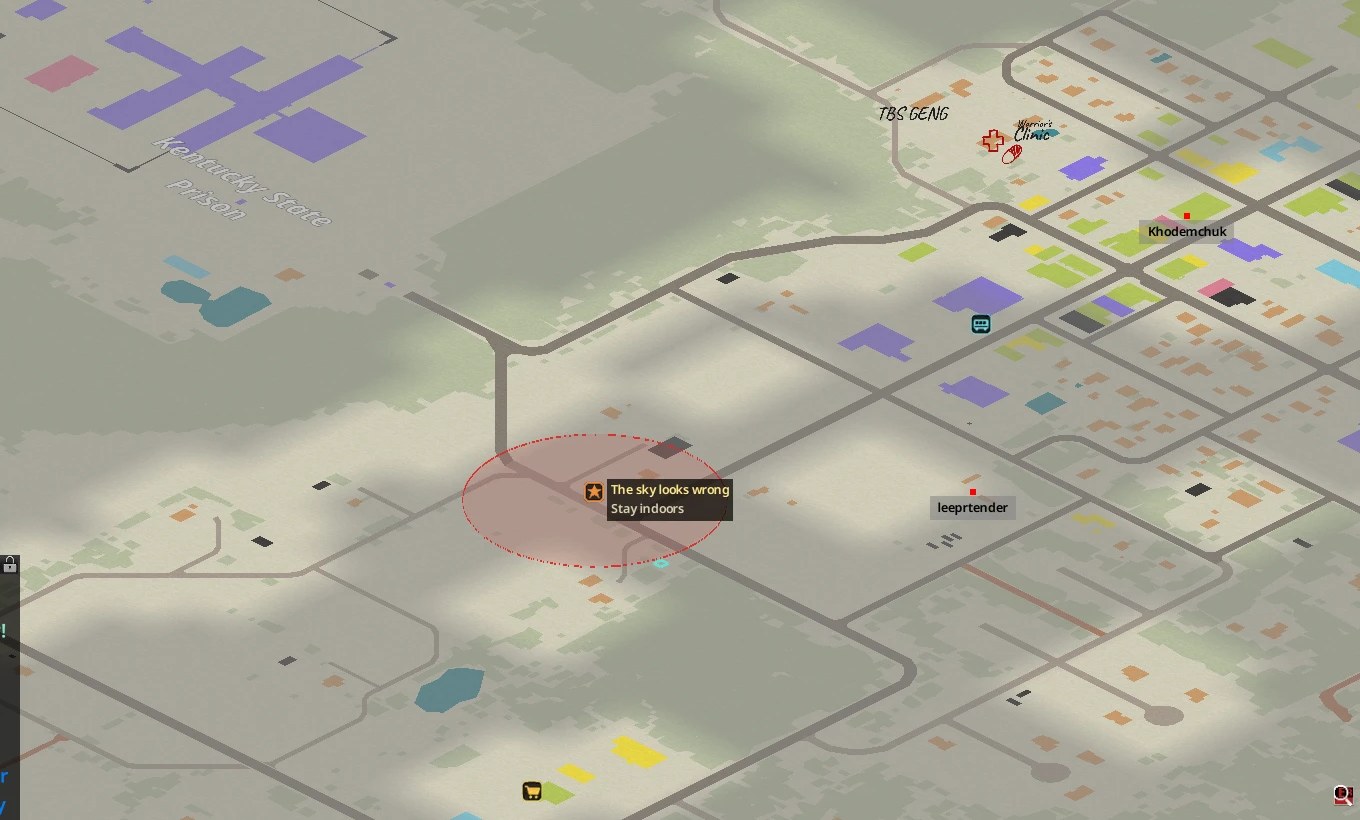 TBS GENG
Warrior's
Clinic
Kentucky State
Prison
Khodemchuk
The sky looks wrong
Stay indoors
leeprtender
!
r
y